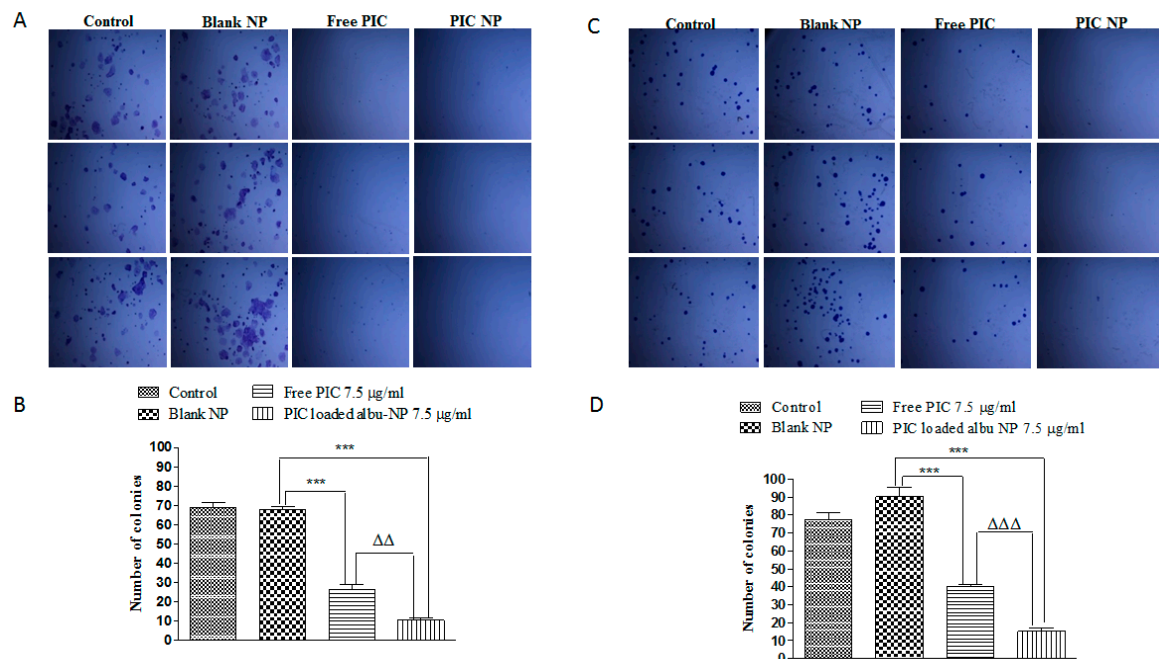 A
Control Blank NP Free PIC PIC NP
B
Control Free PIC 7.5 µg/ml
Blank NP PIC loaded albu-NP 7.5 µg/ml
Number of colonies
100
90
80
70
60
50
40
30
20
10
0
***
***
ΔΔ
C
Control Blank NP Free PIC PIC NP
D
Control Free PIC 7.5 µg/ml
Blank NP PIC loaded albu NP 7.5 µg/ml
Number of colonies
100
90
80
70
60
50
40
30
20
10
0
***
***
ΔΔΔ